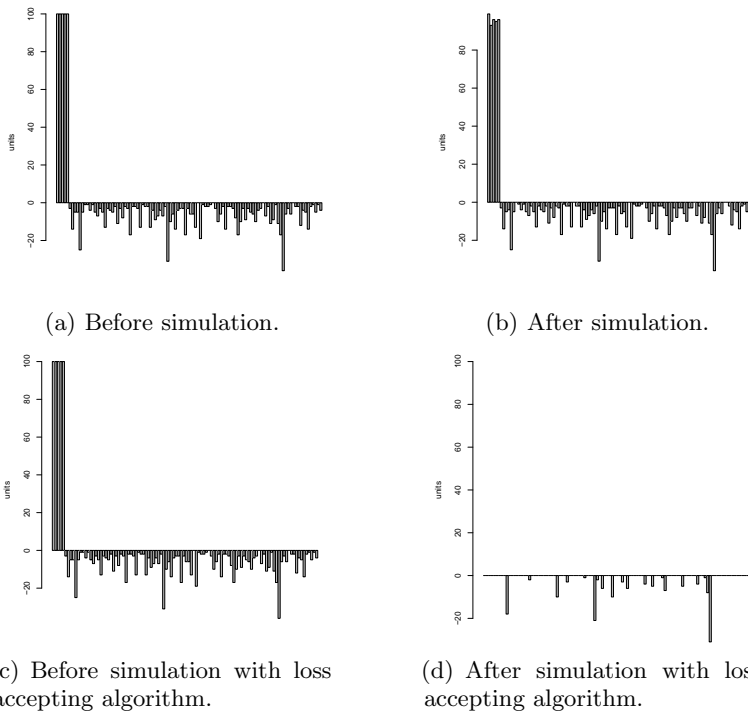 100
80
60
40
20
0
−20
units
80
60
40
20
0
−20
units
(a) Before simulation.
(b) After simulation.
100
80
60
40
20
0
−20
units
100
80
60
40
20
0
−20
units
c) Before simulation with loss
accepting algorithm.
(d) After simulation with los
accepting algorithm.